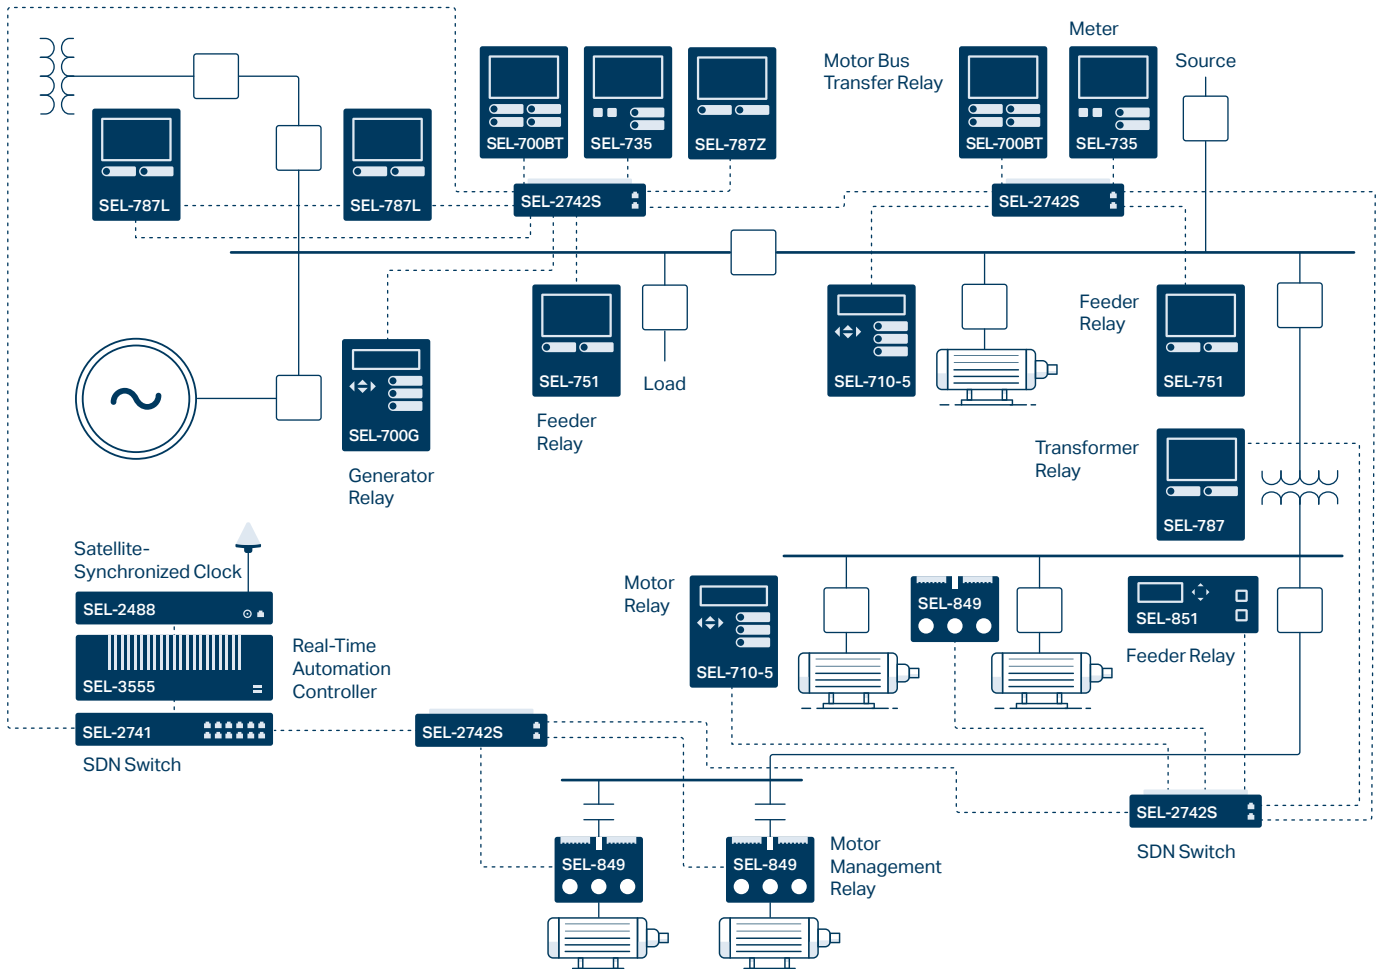 Meter
Motor Bus
Transfer Relay
Source
SEL-700BT
SEL-735
SEL-787Z
SEL-700BT
SEL-735
SEL-787L
SEL-787L
SEL-2742S
SEL-2742S
SEL-751
Feeder
Relay
Load
SEL-710-5
Feeder
Relay
SEL-751
SEL-700G
Generator
Relay
Transformer
Relay
SEL-787
Satellite-
Synchronized Clock
SEL-2488
Real-Time
Automation
Controller
SEL-3555
SEL-2741
SDN Switch
Motor
Relay
SEL-710-5
SEL-849
SEL-851
Feeder Relay
SEL-2742S
SEL-2742S
SDN Switch
SEL-849
SEL-849
Motor
Management
Relay